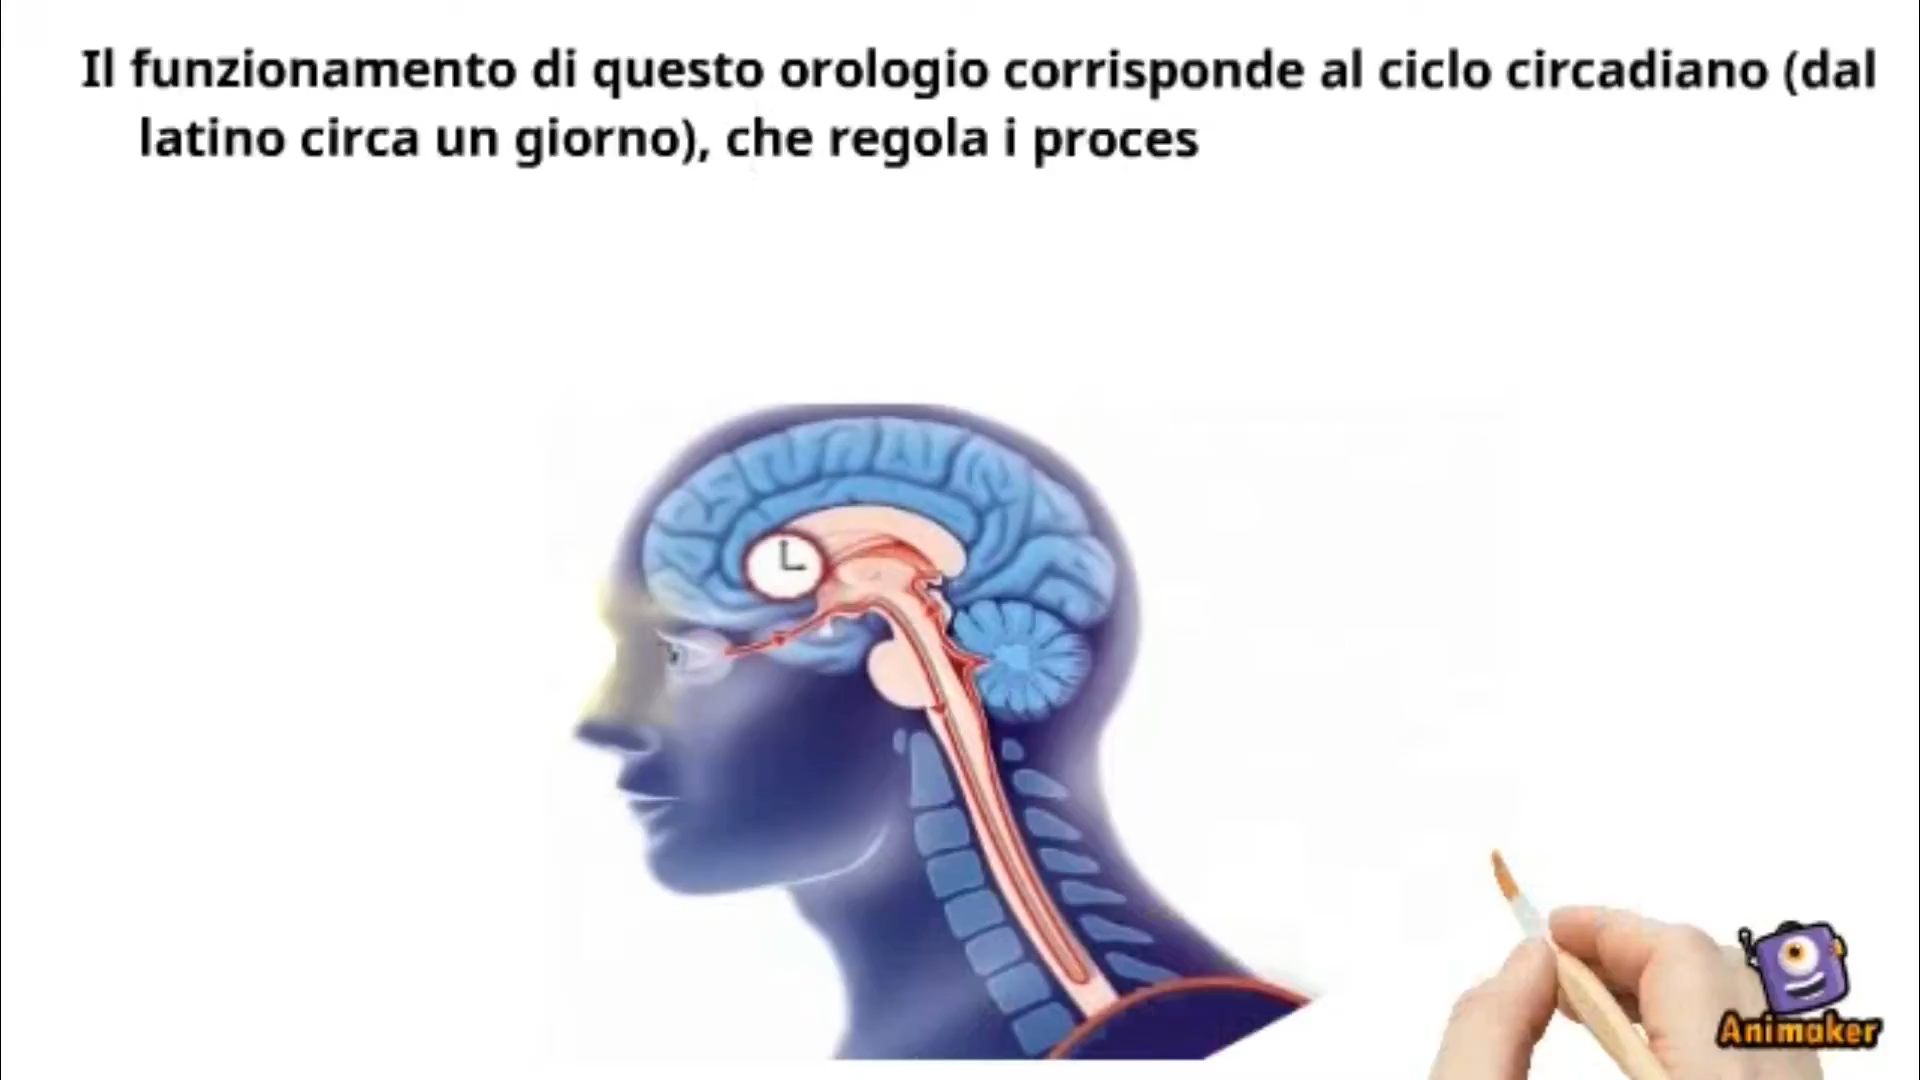 Il funzionamento di questo orologio corrisponde al ciclo circadiano (dal
latino circa un giorno), che regola i proces
Animaker